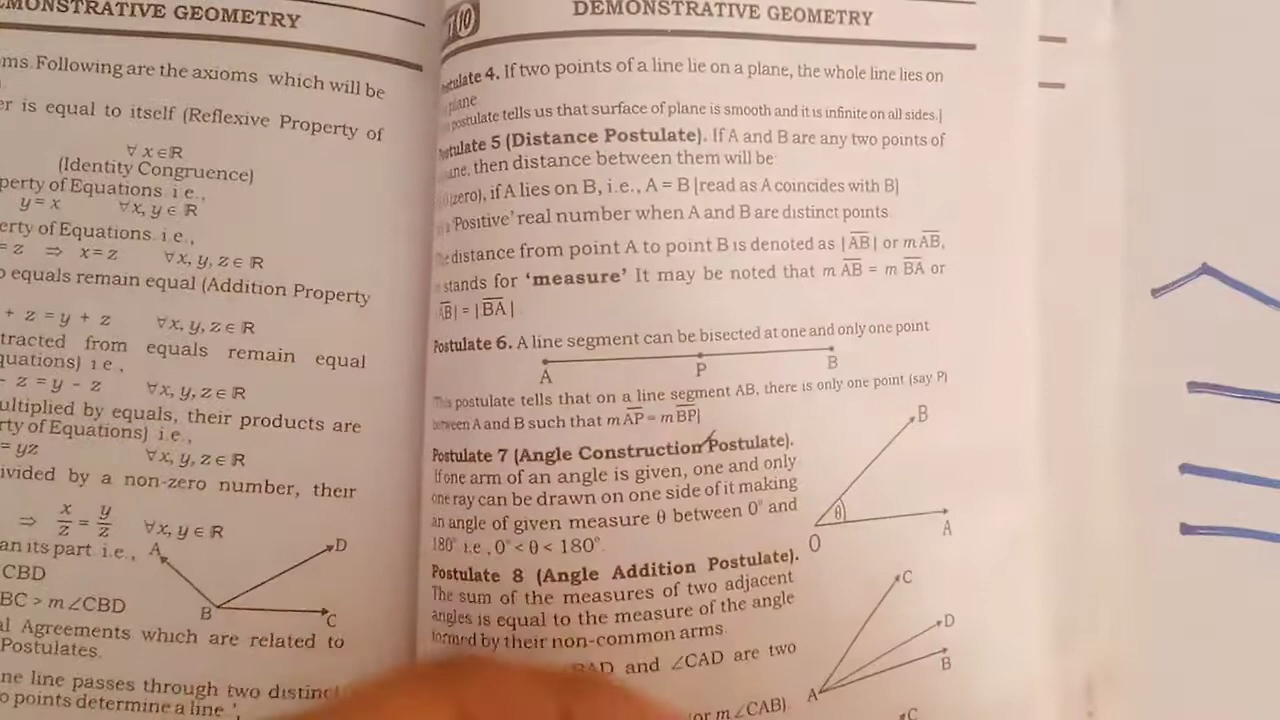 MONSTRATIVE GEOMETRY
ms. Following are the axioms which will be
er is equal to itself (Reflexive Property of
∀ x∈ℝ
(Identity Congruence)
perty of Equations i.e.,
y = x ∀x, y ∈ ℝ
erty of Equations. i.e.,
= z ⇒ x = z ∀x, y, z ∈ ℝ
o equals remain equal (Addition Property
+ z = y + z ∀x, y, z ∈ ℝ
tracted from equals remain equal
quations) i.e.,
- z = y - z ∀x, y, z ∈ ℝ
ultiplied by equals, their products are
rty of Equations) i.e.,
= yz ∀x, y, z ∈ ℝ
ivided by a non-zero number, their
⇒ x/z = y/z ∀x, y ∈ ℝ
an its part i.e.,
A D
CBD
BC > m∠CBD
B C
al Agreements which are related to
Postulates.
ne line passes through two distinct
o points determine a line.'
10 DEMONSTRATIVE GEOMETRY
stulate 4. If two points of a line lie on a plane, the whole line lies on
plane
postulate tells us that surface of plane is smooth and it is infinite on all sides.]
stulate 5 (Distance Postulate). If A and B are any two points of
ane, then distance between them will be
(zero), if A lies on B, i.e., A = B [read as A coincides with B]
'Positive' real number when A and B are distinct points
distance from point A to point B is denoted as |A̅B̅| or m A̅B̅,
stands for 'measure' It may be noted that m A̅B̅ = m B̅A̅ or
A̅B̅| = |B̅A̅|
Postulate 6. A line segment can be bisected at one and only one point
A P B
This postulate tells that on a line segment AB, there is only one point (say P)
between A and B such that m A̅P̅ = m B̅P̅]
Postulate 7 (Angle Construction Postulate).
If one arm of an angle is given, one and only
one ray can be drawn on one side of it making
an angle of given measure θ between 0° and
180° i.e., 0° < θ < 180°.
B
θ
O A
Postulate 8 (Angle Addition Postulate).
The sum of the measures of two adjacent
angles is equal to the measure of the angle
formed by their non-common arms.
BAD and ∠CAD are two
or m∠CAB)
C
D
B
A
C